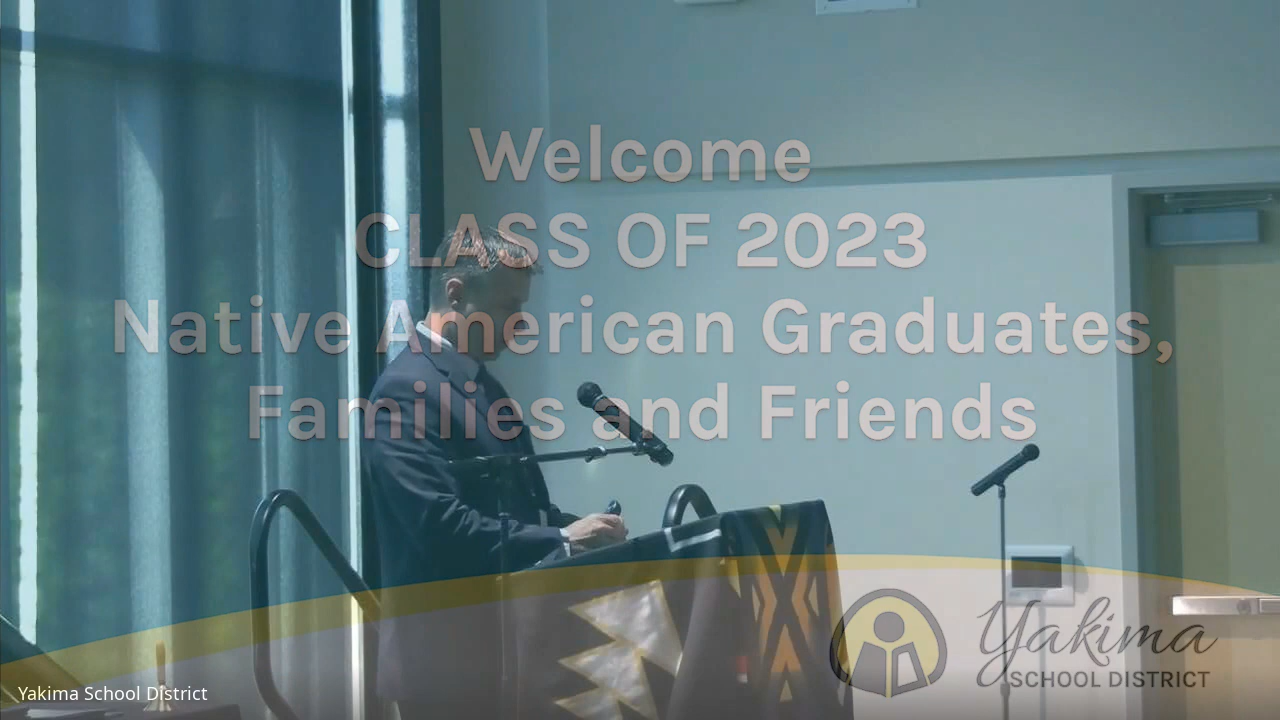 Welcome
CLASS OF 2023
Native American Graduates,
Families and Friends
Yakima
SCHOOL DISTRICT
Yakima School District